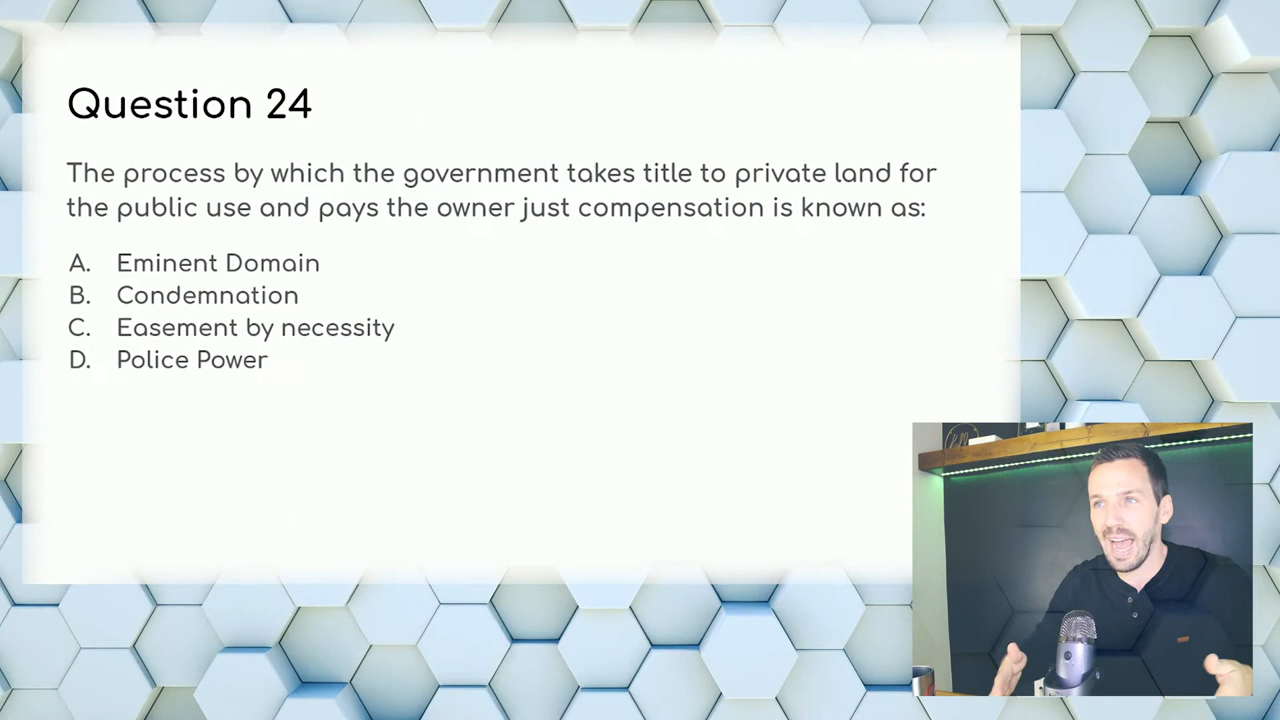 Question 24
The process by which the government takes title to private land for
the public use and pays the owner just compensation is known as:
A. Eminent Domain
B. Condemnation
C. Easement by necessity
D. Police Power